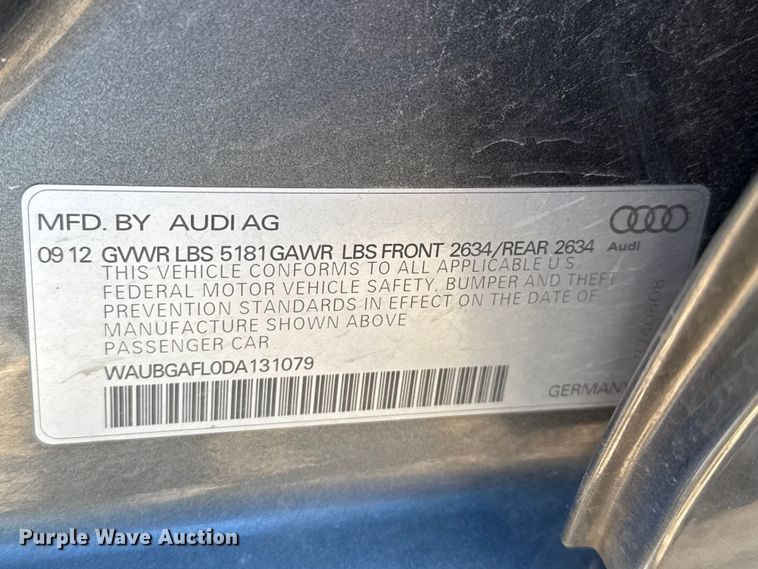 MFD. BY AUDI AG
09 12 GVWR LBS 5181 GAWR LBS FRONT 2634/REAR 2634
Audi
THIS VEHICLE CONFORMS TO ALL APPLICABLE U.S.
FEDERAL MOTOR VEHICLE SAFETY, BUMPER AND THEFT
PREVENTION STANDARDS IN EFFECT ON THE DATE OF
MANUFACTURE SHOWN ABOVE
PASSENGER CAR
WAUBGAFL0DA131079
GERMANY
Purple Wave Auction